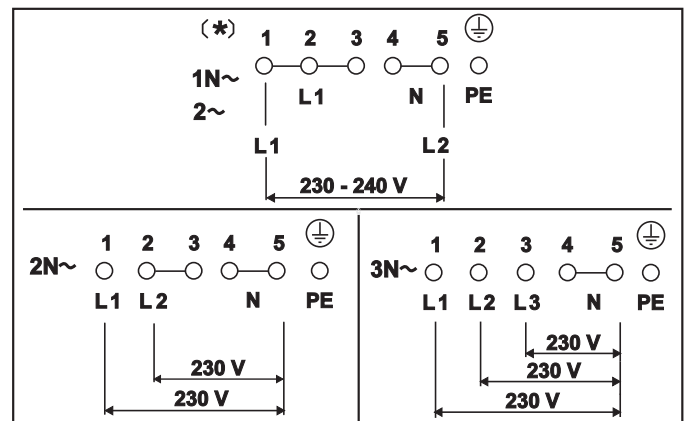 (*) 1 2 3 4 5
1N~ L1 N PE
2~
L1 L2
230 - 240 V
1 2 3 4 5
2N~
L1 L2 N PE
230 V
230 V
1 2 3 4 5
3N~
L1 L2 L3 N PE
230 V
230 V
230 V